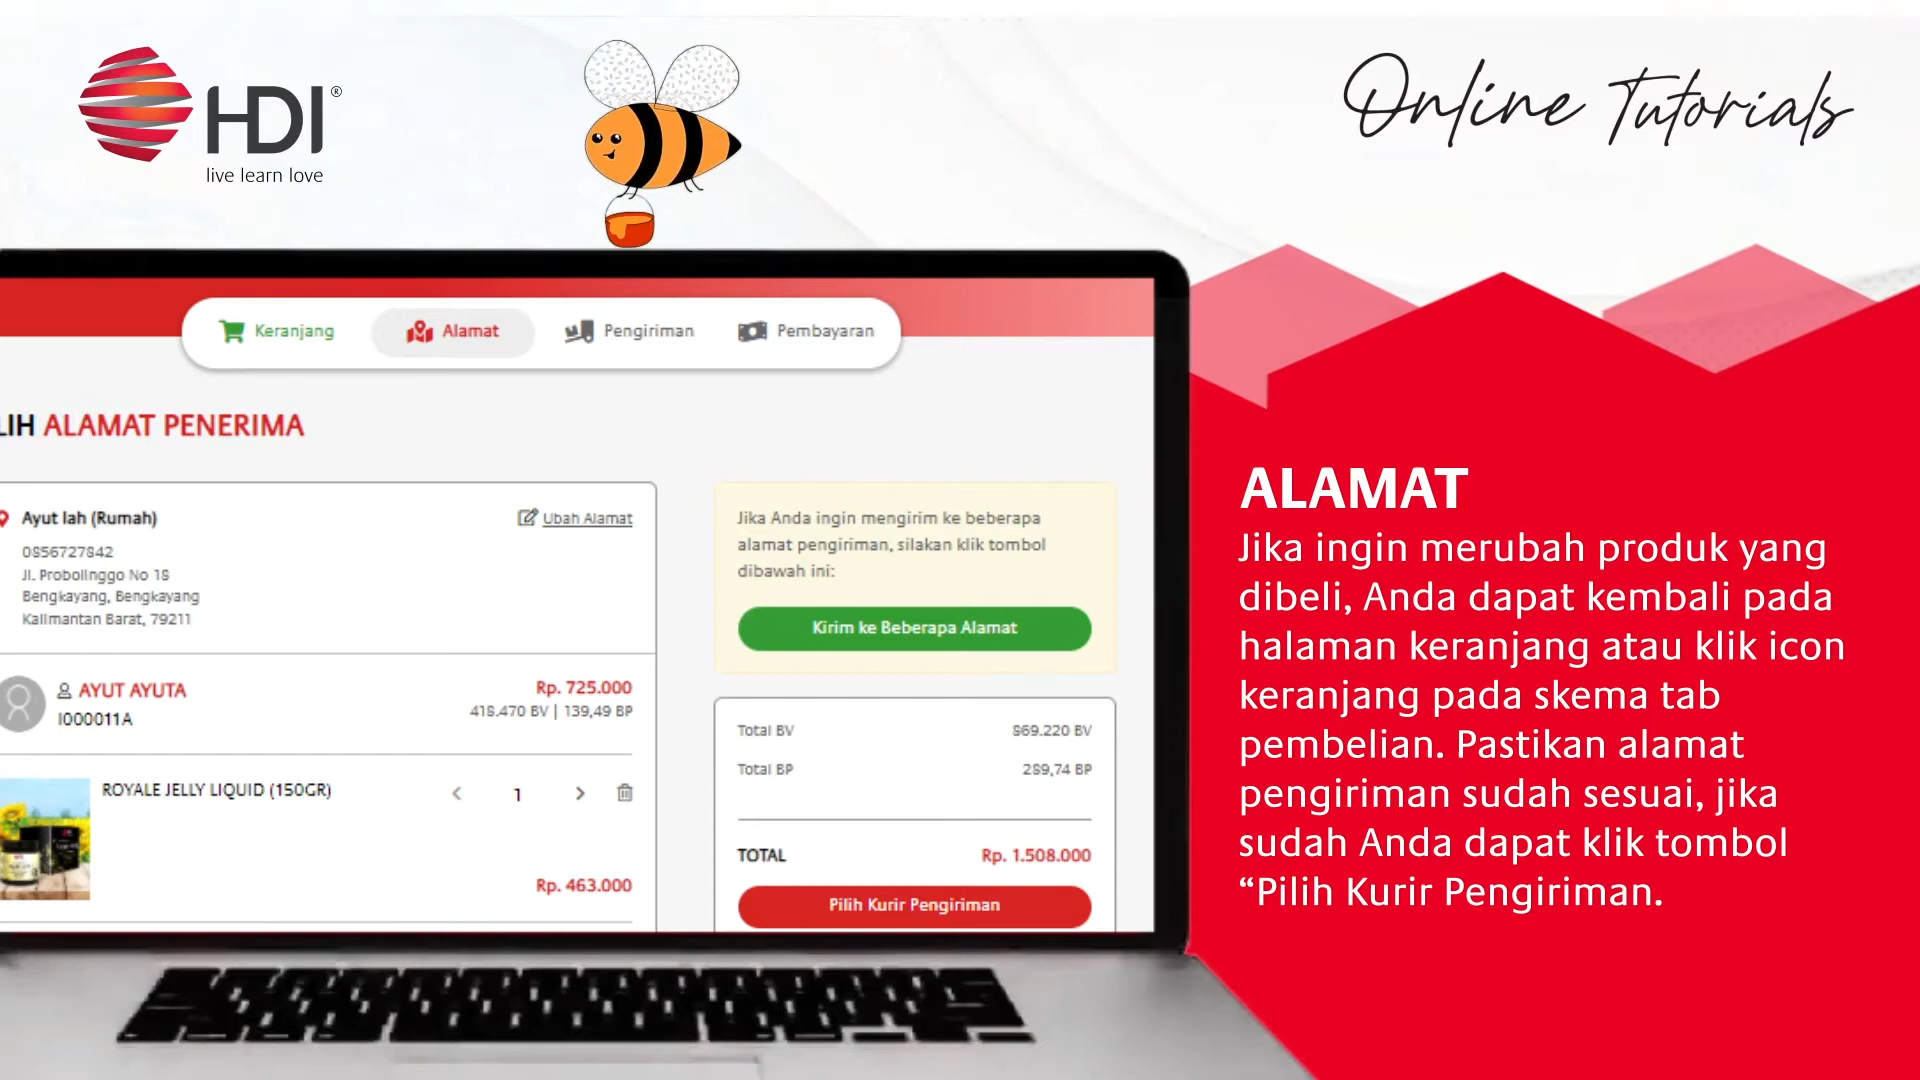 HDI®
live learn love
Online Tutorials
Keranjang
Alamat
Pengiriman
Pembayaran
LIH ALAMAT PENERIMA
Ayut Iah (Rumah)
Ubah Alamat
0856727842
Jl. Probolinggo No 18
Bengkayang, Bengkayang
Kalimantan Barat, 79211
AYUT AYUTA
I000011A
Rp. 725.000
418.470 BV | 139,49 BP
ROYALE JELLY LIQUID (150GR)
1
Rp. 463.000
Jika Anda ingin mengirim ke beberapa
alamat pengiriman, silakan klik tombol
dibawah ini:
Kirim ke Beberapa Alamat
Total BV
869.220 BV
Total BP
289,74 BP
TOTAL
Rp. 1.508.000
Pilih Kurir Pengiriman
ALAMAT
Jika ingin merubah produk yang
dibeli, Anda dapat kembali pada
halaman keranjang atau klik icon
keranjang pada skema tab
pembelian. Pastikan alamat
pengiriman sudah sesuai, jika
sudah Anda dapat klik tombol
“Pilih Kurir Pengiriman.